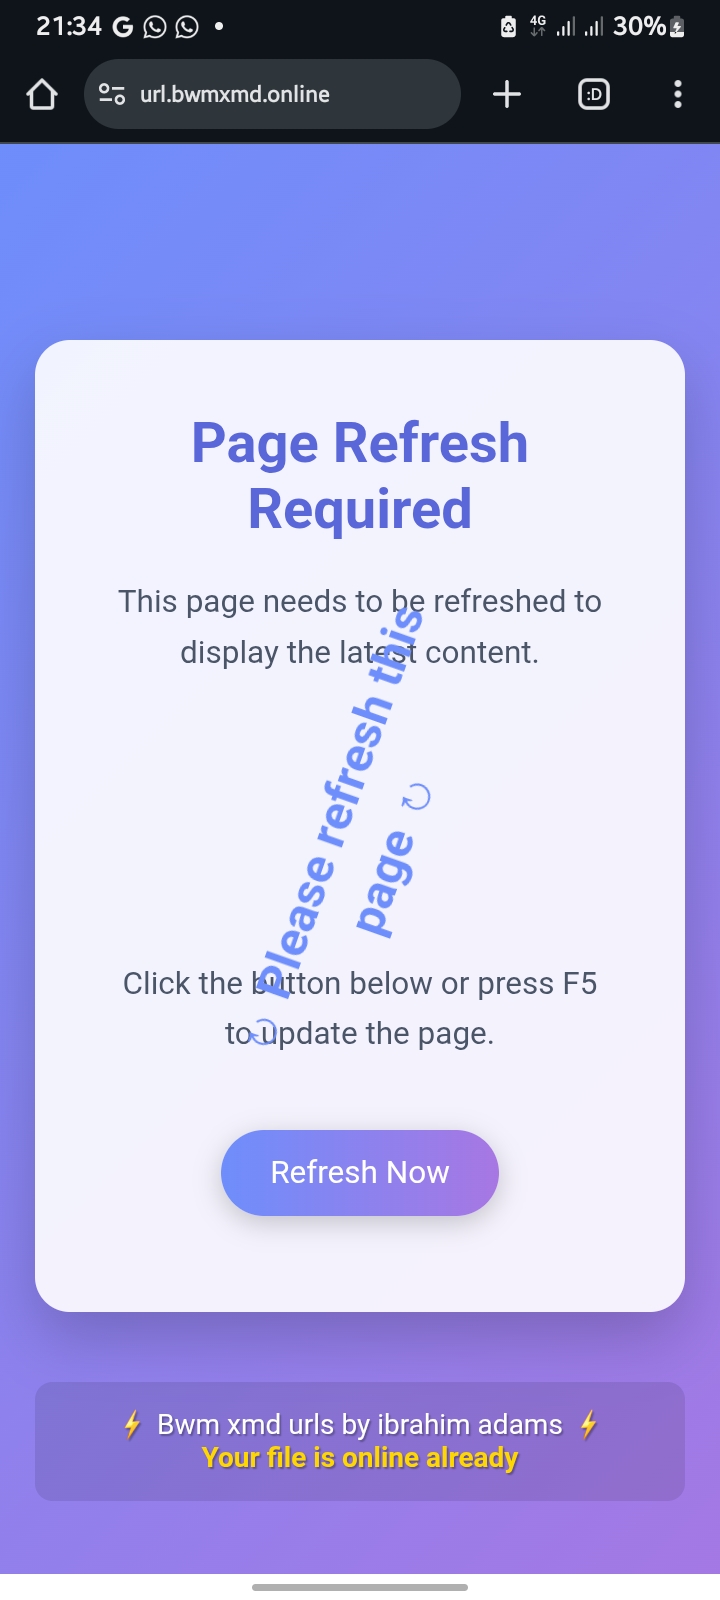 21:34
4G
30%
url.bwmxmd.online
:D
Page Refresh
Required
This page needs to be refreshed to
display the latest content.
Please refresh this
page
Click the button below or press F5
to update the page.
Refresh Now
⚡ Bwm xmd urls by ibrahim adams ⚡
Your file is online already